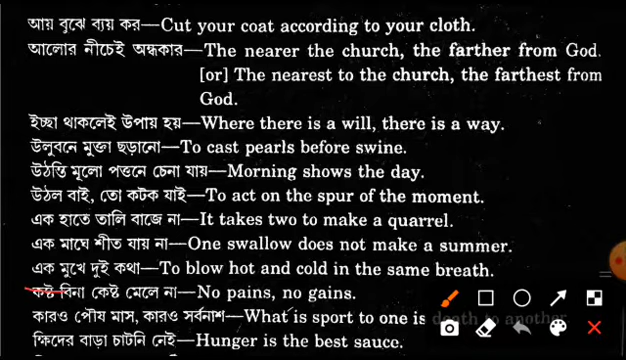 আয় বুঝে ব্যয় কর—Cut your coat according to your cloth.
আলোর নীচেই অন্ধকার—The nearer the church, the farther from God.
[or] The nearest to the church, the farthest from
God.
ইচ্ছা থাকলেই উপায় হয়—Where there is a will, there is a way.
উলুবনে মুক্তা ছড়ানো—To cast pearls before swine.
উঠন্তি মূলো পত্তনে চেনা যায়—Morning shows the day.
উঠল বাই, তো কটক যাই—To act on the spur of the moment.
এক হাতে তালি বাজে না—It takes two to make a quarrel.
এক মাঘে শীত যায় না—One swallow does not make a summer.
এক মুখে দুই কথা—To blow hot and cold in the same breath.
কষ্ট বিনা কেষ্ট মেলে না—No pains, no gains.
কারও পৌষ মাস, কারও সর্বনাশ—What is sport to one is death to another.
ক্ষিদের বাড়া চাটনি নেই—Hunger is the best sauce.